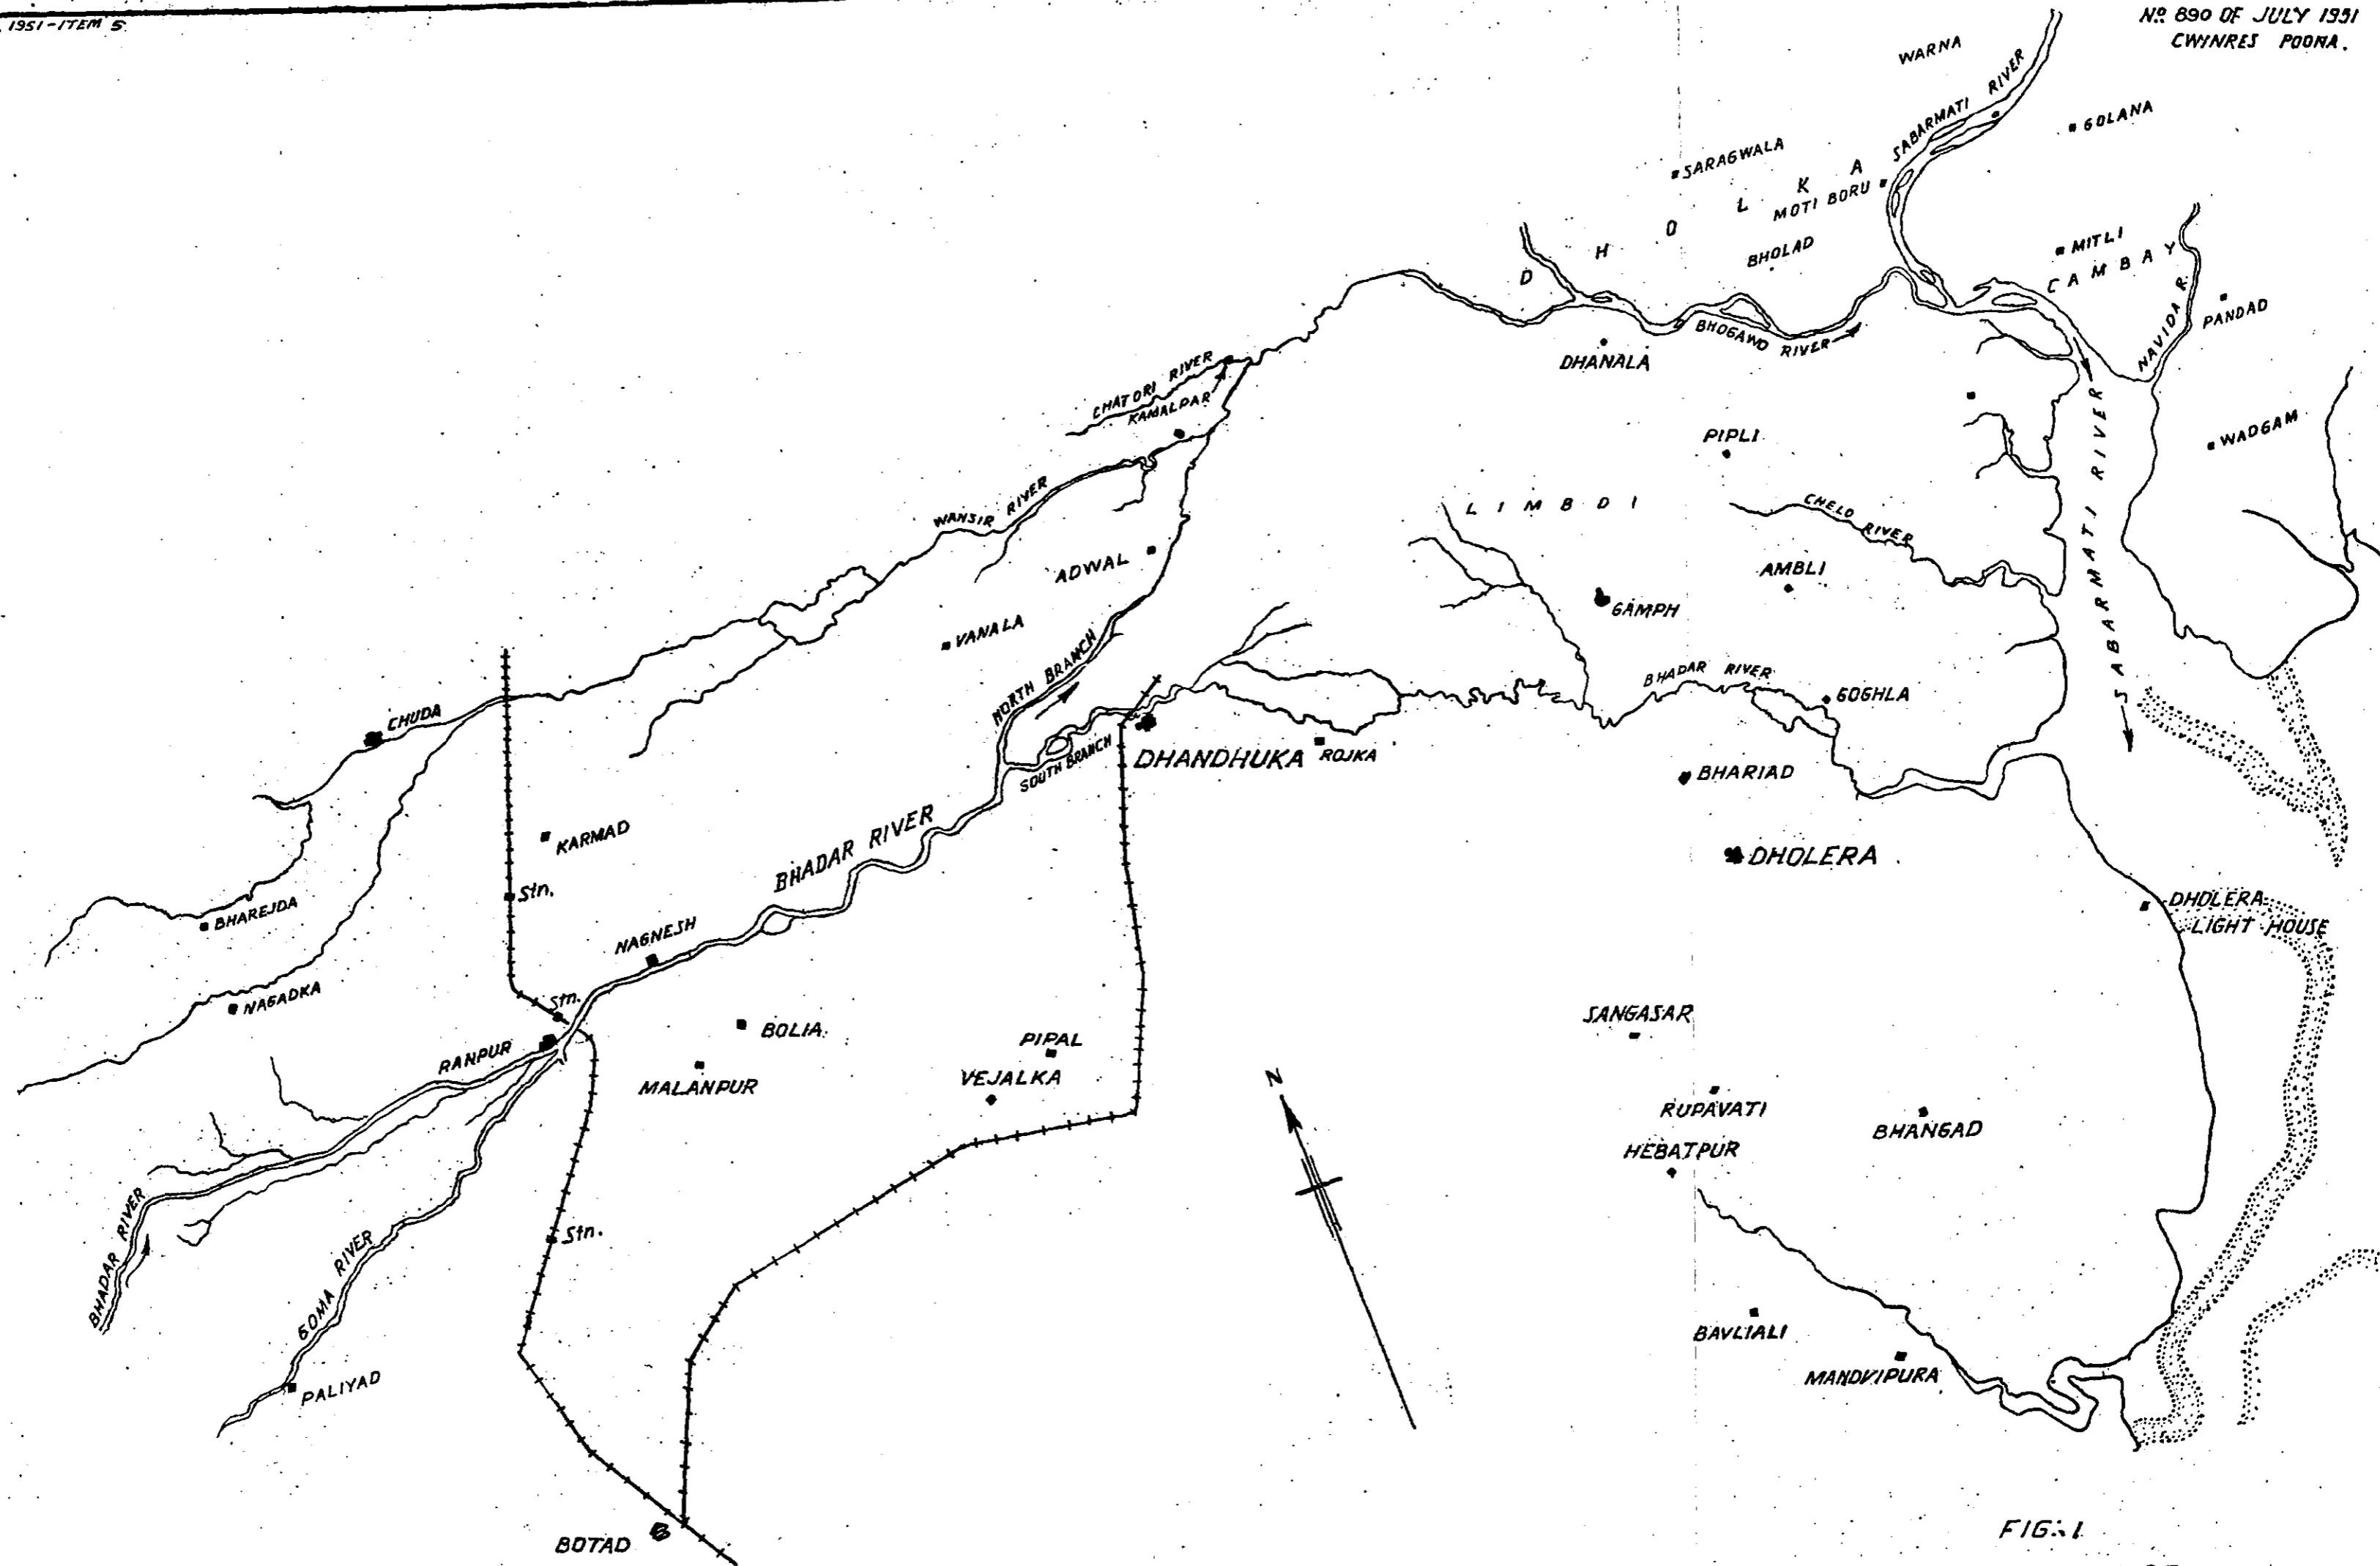 1951-ITEM 5
Nº 890 OF JULY 1951
CWINRES POONA.
WARNA
SABARMATI RIVER
GOLANA
SARAGWALA
DHOLKA
MOTI BORU
BHOLAD
MITLI
CAMBAY
NAVIDA R.
PANDAD
BHOGAWO RIVER
DHANALA
CHATORI RIVER
KAMALPAR
PIPLI
WADGAM
SABARMATI RIVER
WANSIR RIVER
LIMBDI
CHELO RIVER
ADWAL
AMBLI
GAMPH
VANALA
NORTH BRANCH
BHADAR RIVER
GOGHLA
SABARMATI
CHUDA
SOUTH BRANCH
DHANDHUKA
ROJKA
BHARIAD
KARMAD
BHADAR RIVER
DHOLERA
Stn.
BHAREJDA
NAGNESH
DHOLERA
LIGHT HOUSE
NAGADKA
Stn.
BOLIA
SANGASAR
RANPUR
PIPAL
MALANPUR
VEJALKA
N
RUPAVATI
BHANGAD
HEBATPUR
BHADAR RIVER
GOMA RIVER
Stn.
BAVLIALI
MANDVIPURA
PALIYAD
BOTAD
FIG:1